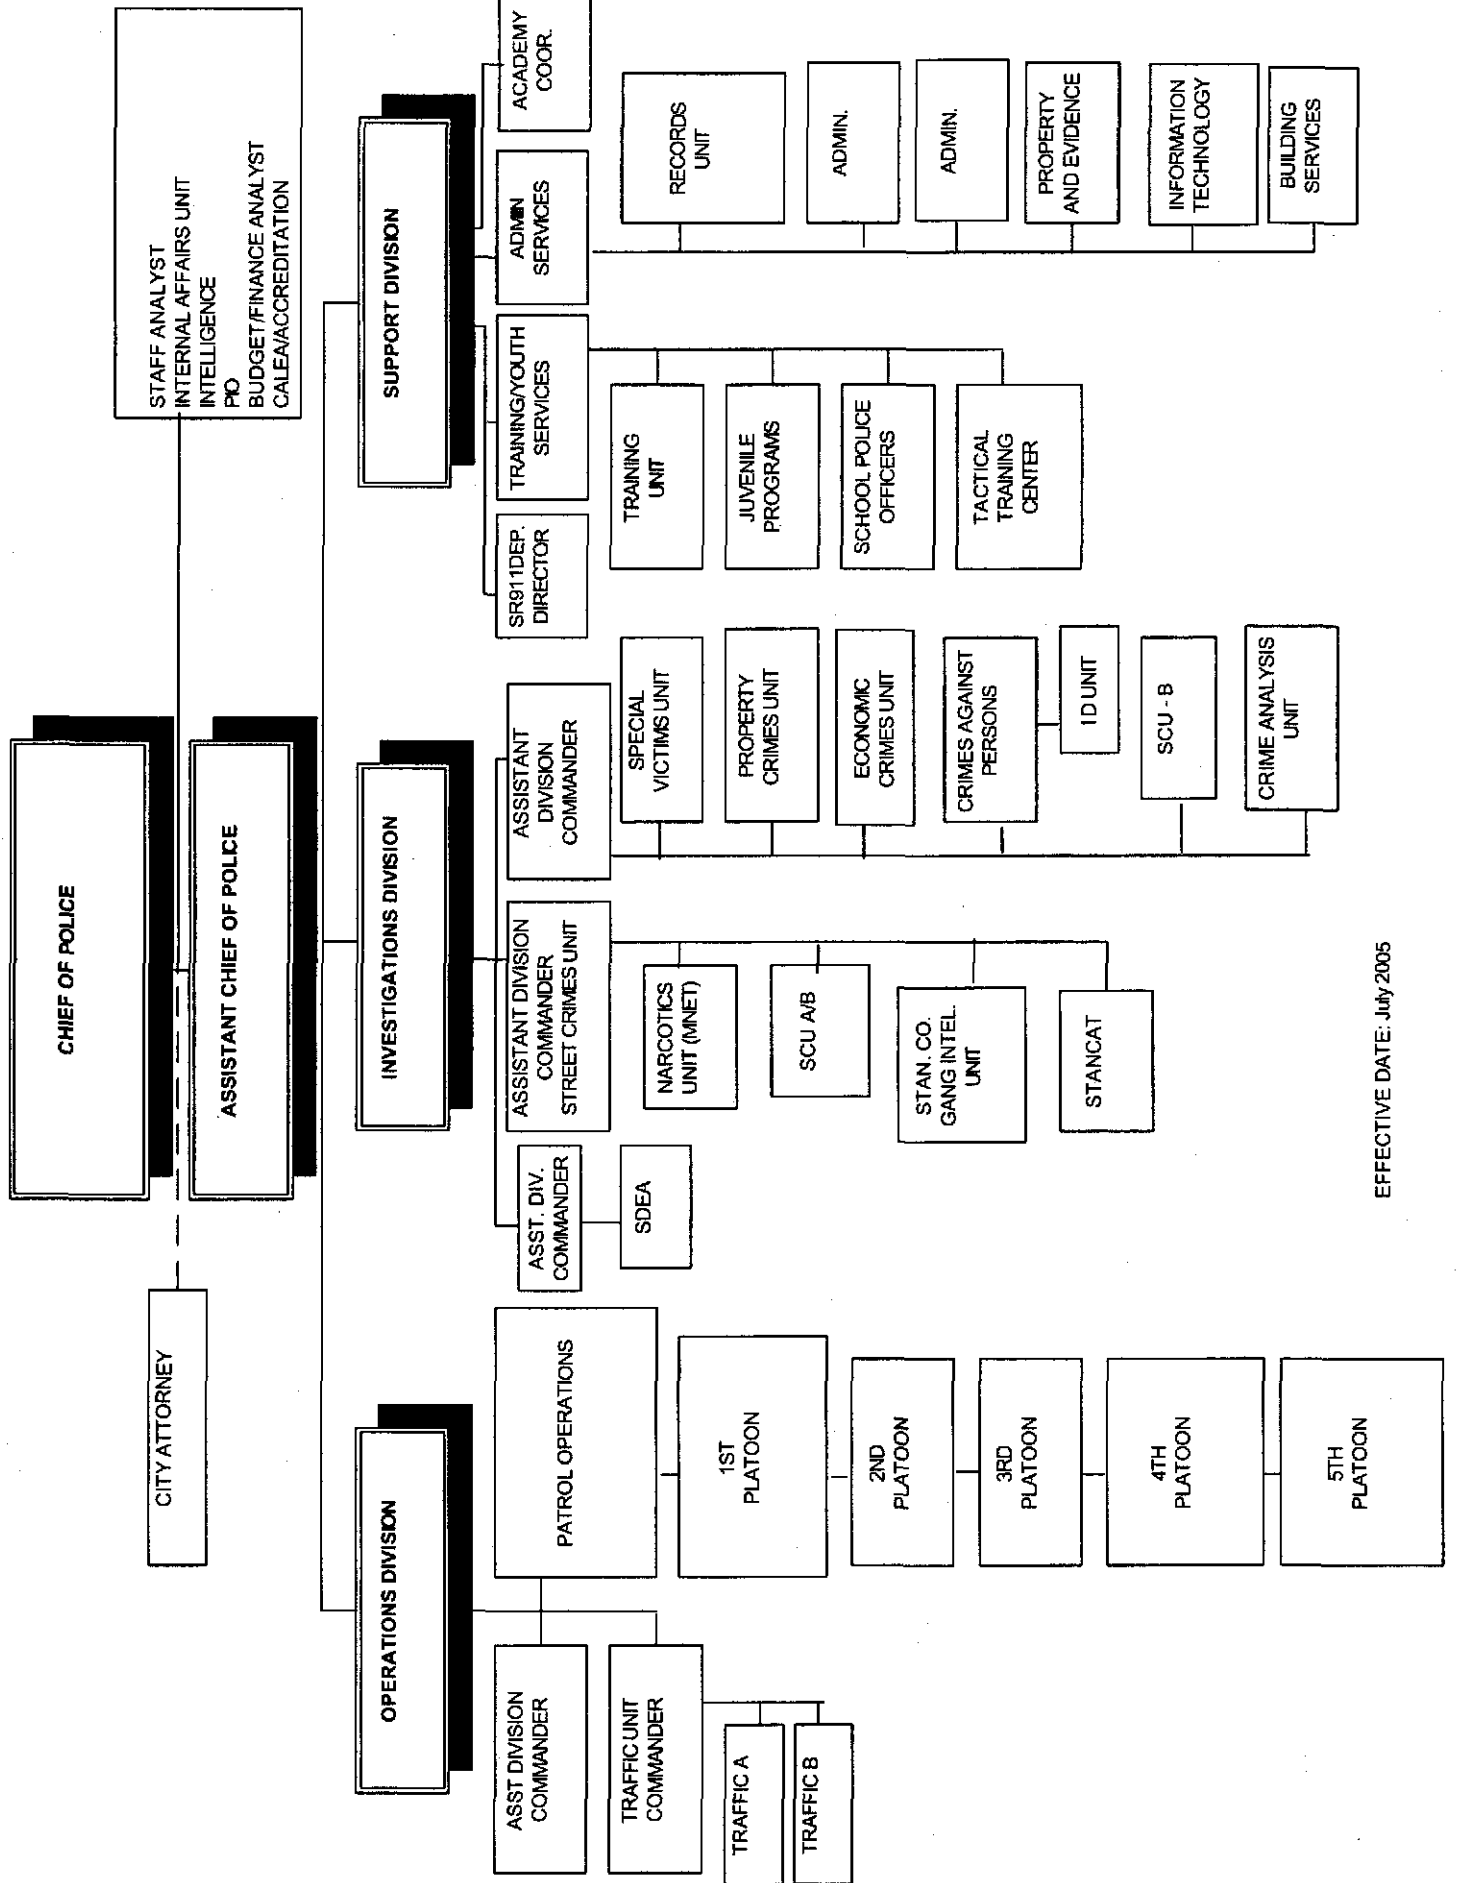 CHIEF OF POLICE
CITY ATTORNEY
STAFF ANALYST
INTERNAL AFFAIRS UNIT
INTELLIGENCE
PIO
BUDGET/FINANCE ANALYST
CALEA/ACCREDITATION
ASSISTANT CHIEF OF POLICE
OPERATIONS DIVISION
INVESTIGATIONS DIVISION
SUPPORT DIVISION
ASST DIVISION
COMMANDER
PATROL OPERATIONS
TRAFFIC UNIT
COMMANDER
TRAFFIC A
TRAFFIC B
1ST
PLATOON
2ND
PLATOON
3RD
PLATOON
4TH
PLATOON
5TH
PLATOON
ASST. DIV.
COMMANDER
SDEA
ASSISTANT DIVISION
COMMANDER
STREET CRIMES UNIT
NARCOTICS
UNIT (MNET)
SCU A/B
STAN. CO.
GANG INTEL.
UNIT
STANCAT
ASSISTANT
DIVISION
COMMANDER
SPECIAL
VICTIMS UNIT
PROPERTY
CRIMES UNIT
ECONOMIC
CRIMES UNIT
CRIMES AGAINST
PERSONS
ID UNIT
SCU - B
CRIME ANALYSIS
UNIT
SR911DEP.
DIRECTOR
TRAINING/YOUTH
SERVICES
TRAINING
UNIT
JUVENILE
PROGRAMS
SCHOOL POLICE
OFFICERS
TACTICAL
TRAINING
CENTER
ADMIN
SERVICES
RECORDS
UNIT
ADMIN.
ADMIN.
PROPERTY
AND EVIDENCE
INFORMATION
TECHNOLOGY
BUILDING
SERVICES
ACADEMY
COOR.
EFFECTIVE DATE: July 2005